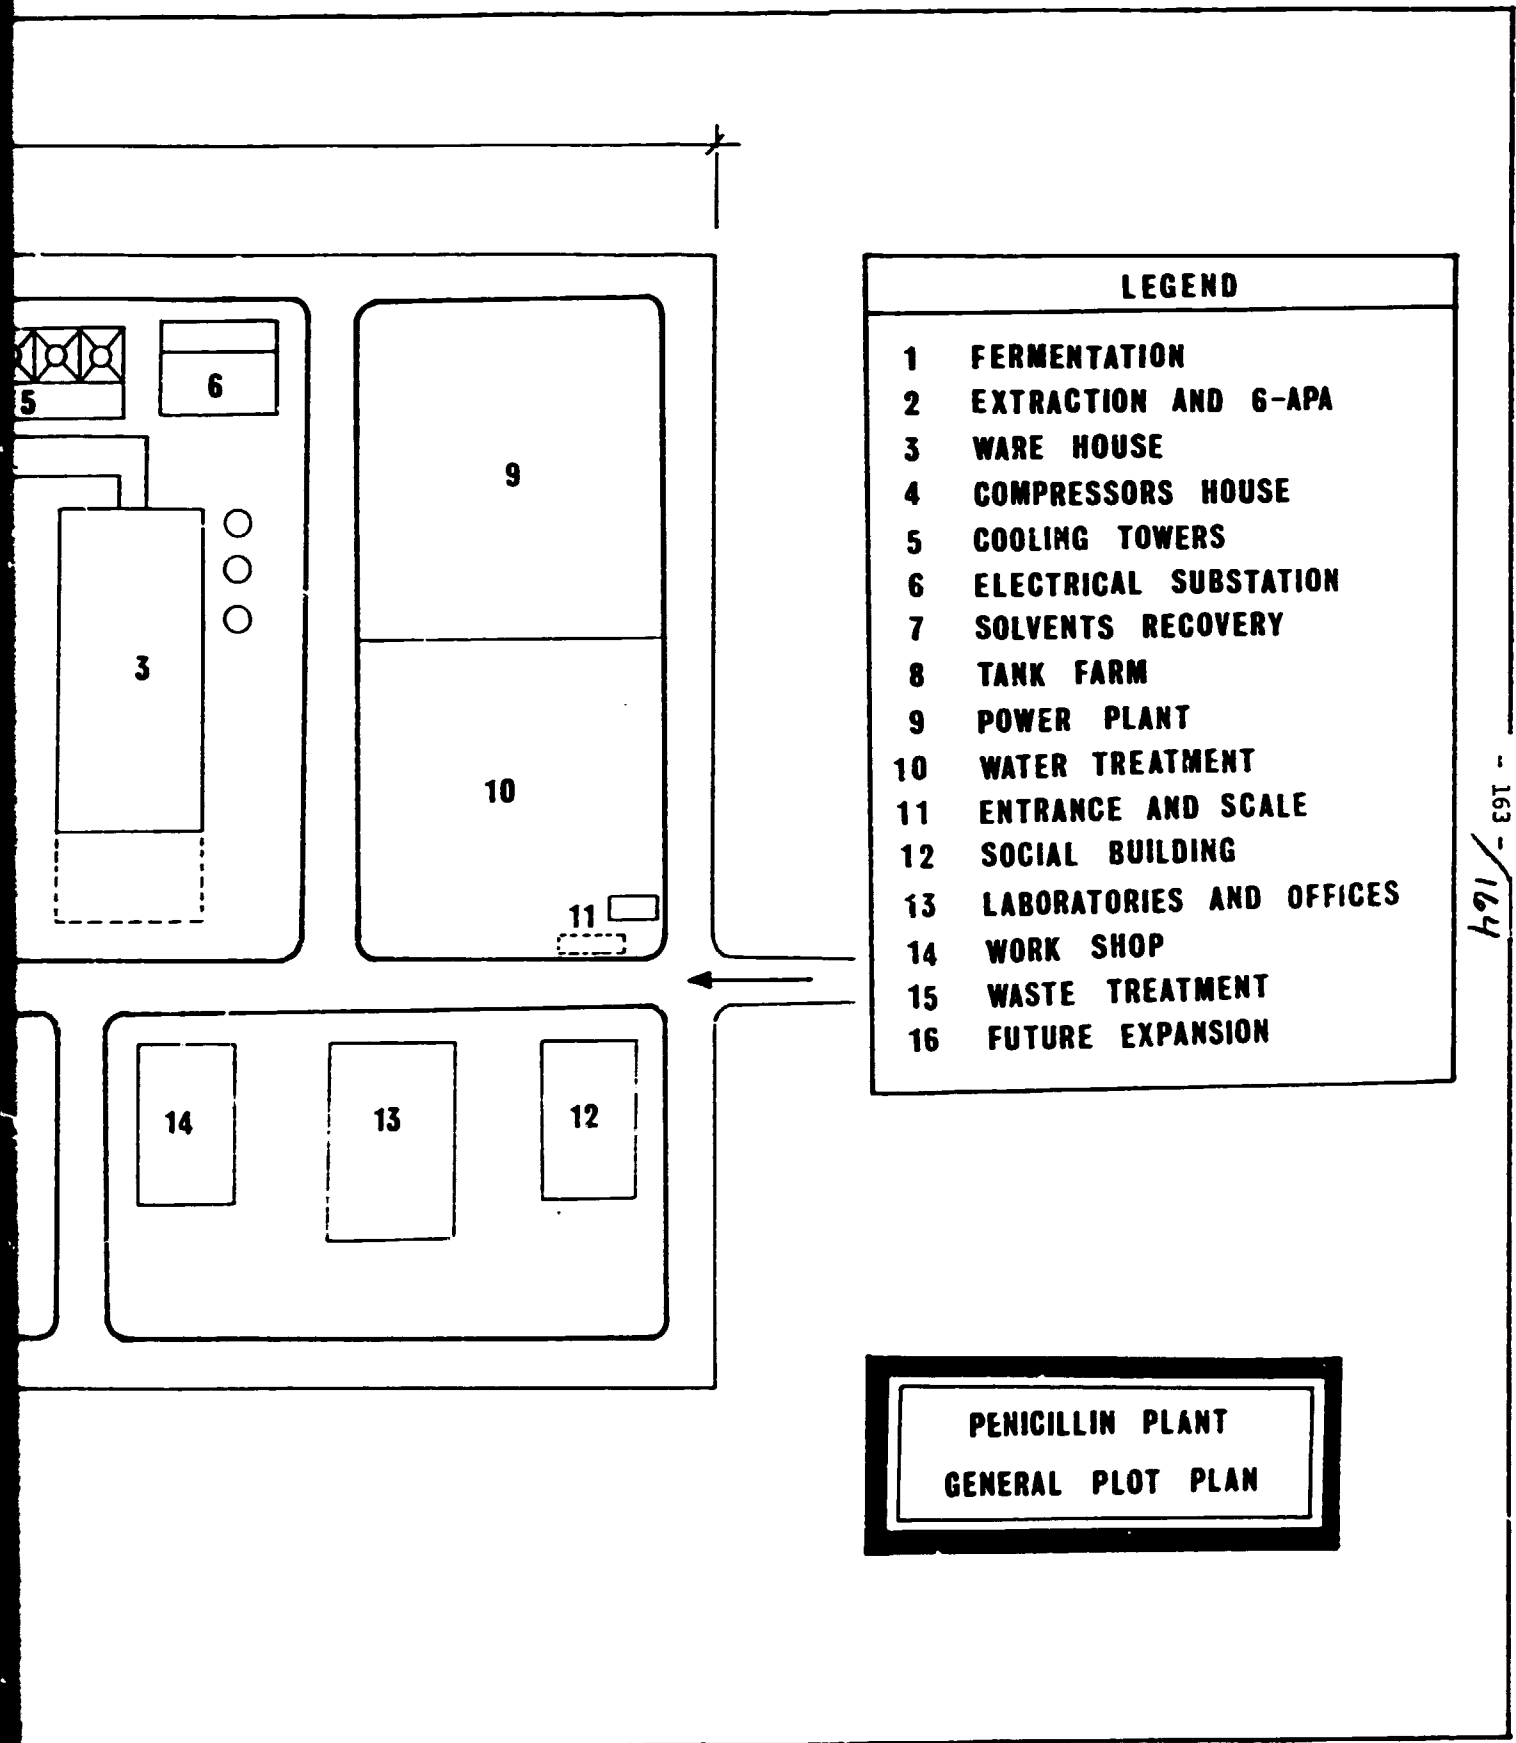 5
6
9
3
10
11
14
13
12
LEGEND
1 FERMENTATION
2 EXTRACTION AND 6-APA
3 WARE HOUSE
4 COMPRESSORS HOUSE
5 COOLING TOWERS
6 ELECTRICAL SUBSTATION
7 SOLVENTS RECOVERY
8 TANK FARM
9 POWER PLANT
10 WATER TREATMENT
11 ENTRANCE AND SCALE
12 SOCIAL BUILDING
13 LABORATORIES AND OFFICES
14 WORK SHOP
15 WASTE TREATMENT
16 FUTURE EXPANSION
- 163 -/164
PENICILLIN PLANT
GENERAL PLOT PLAN